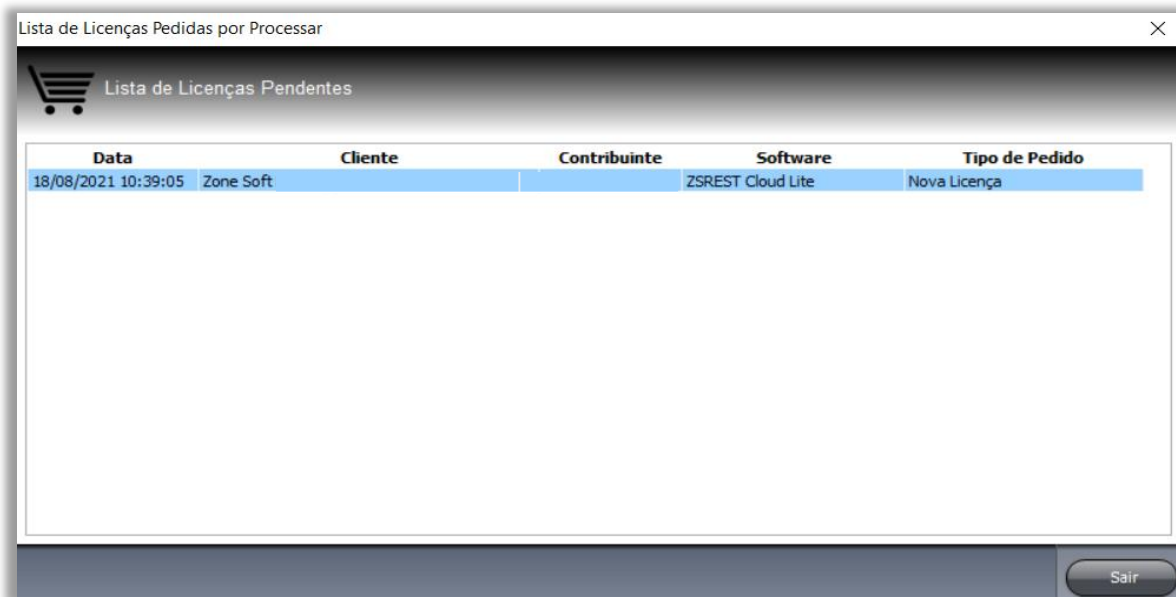 Lista de Licenças Pedidas por Processar
Lista de Licenças Pendentes
Data Cliente Contribuinte Software Tipo de Pedido
18/08/2021 10:39:05 Zone Soft ZSREST Cloud Lite Nova Licença
Sair